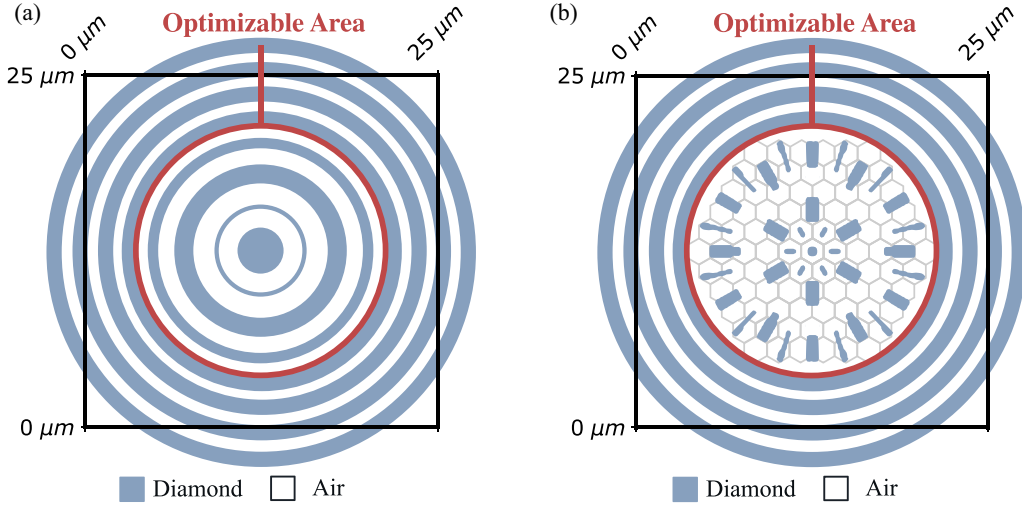 (a)
Optimizable Area
0 μm
25 μm
25 μm
0 μm
Diamond
Air
(b)
Optimizable Area
0 μm
25 μm
25 μm
0 μm
Diamond
Air